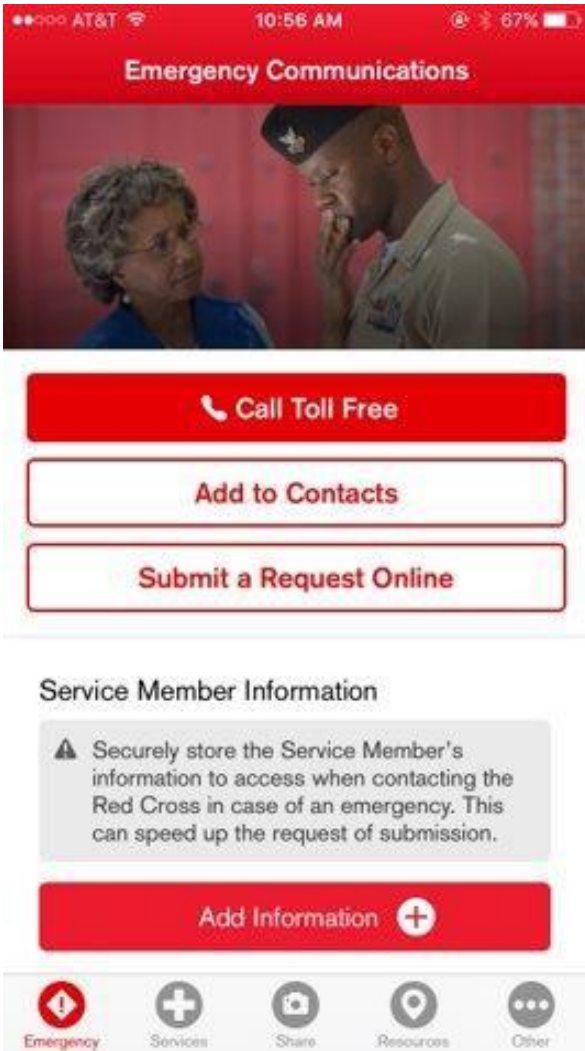 AT&T 10:56 AM 67%
Emergency Communications
Call Toll Free
Add to Contacts
Submit a Request Online
Service Member Information
Securely store the Service Member's
information to access when contacting the
Red Cross in case of an emergency. This
can speed up the request of submission.
Add Information
Emergency Services Share Resources Other